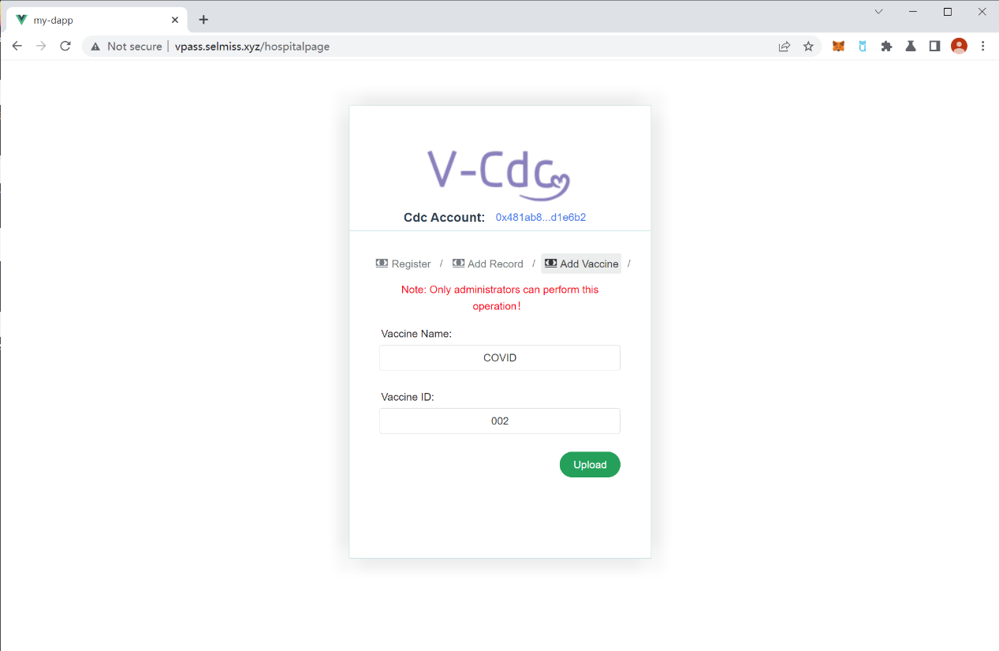 my-dapp
Not secure | vpass.selmiss.xyz/hospitalpage
V-Cdc
Cdc Account: 0x481ab8...d1e6b2
Register / Add Record / Add Vaccine /
Note: Only administrators can perform this
operation!
Vaccine Name:
COVID
Vaccine ID:
002
Upload